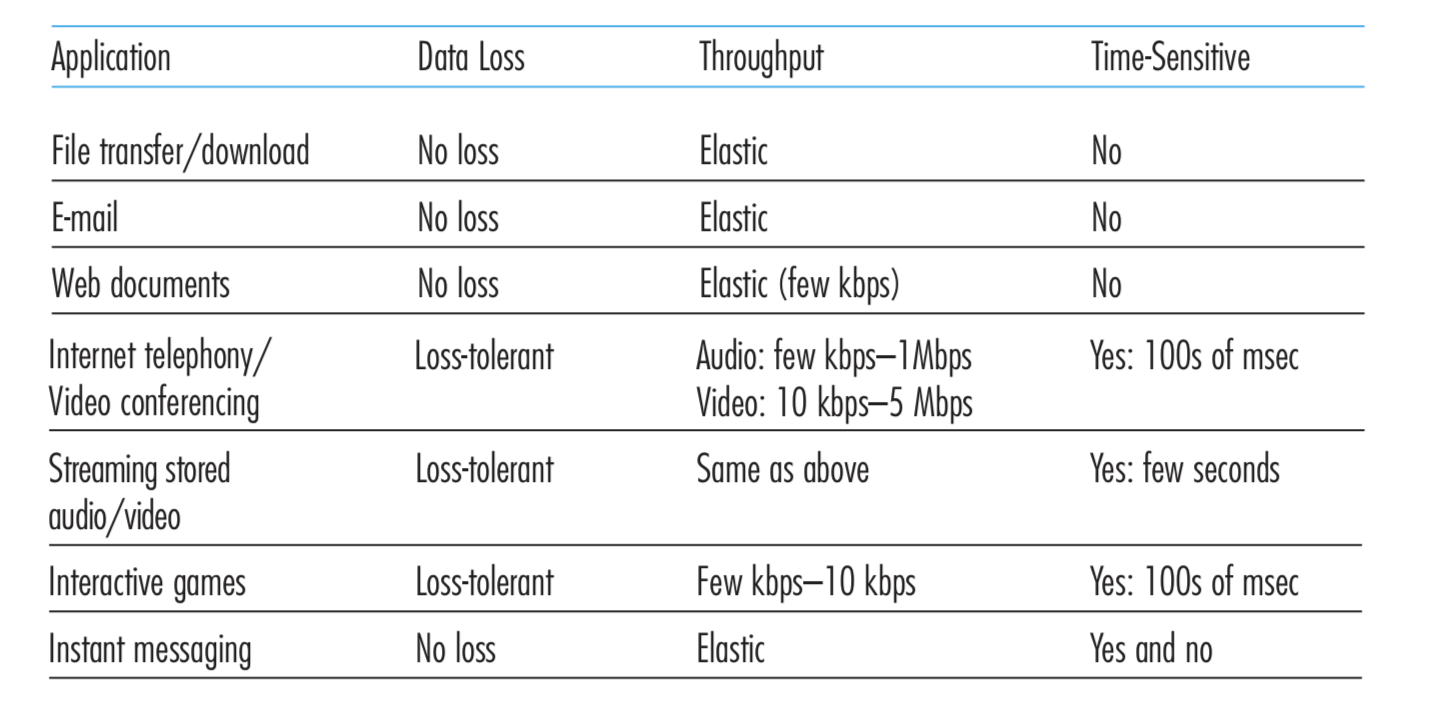 Application Data Loss Throughput Time-Sensitive
File transfer/download No loss Elastic No
E-mail No loss Elastic No
Web documents No loss Elastic (few kbps) No
Internet telephony/ Loss-tolerant Audio: few kbps–1Mbps Yes: 100s of msec
Video conferencing Video: 10 kbps–5 Mbps
Streaming stored Loss-tolerant Same as above Yes: few seconds
audio/video
Interactive games Loss-tolerant Few kbps–10 kbps Yes: 100s of msec
Instant messaging No loss Elastic Yes and no